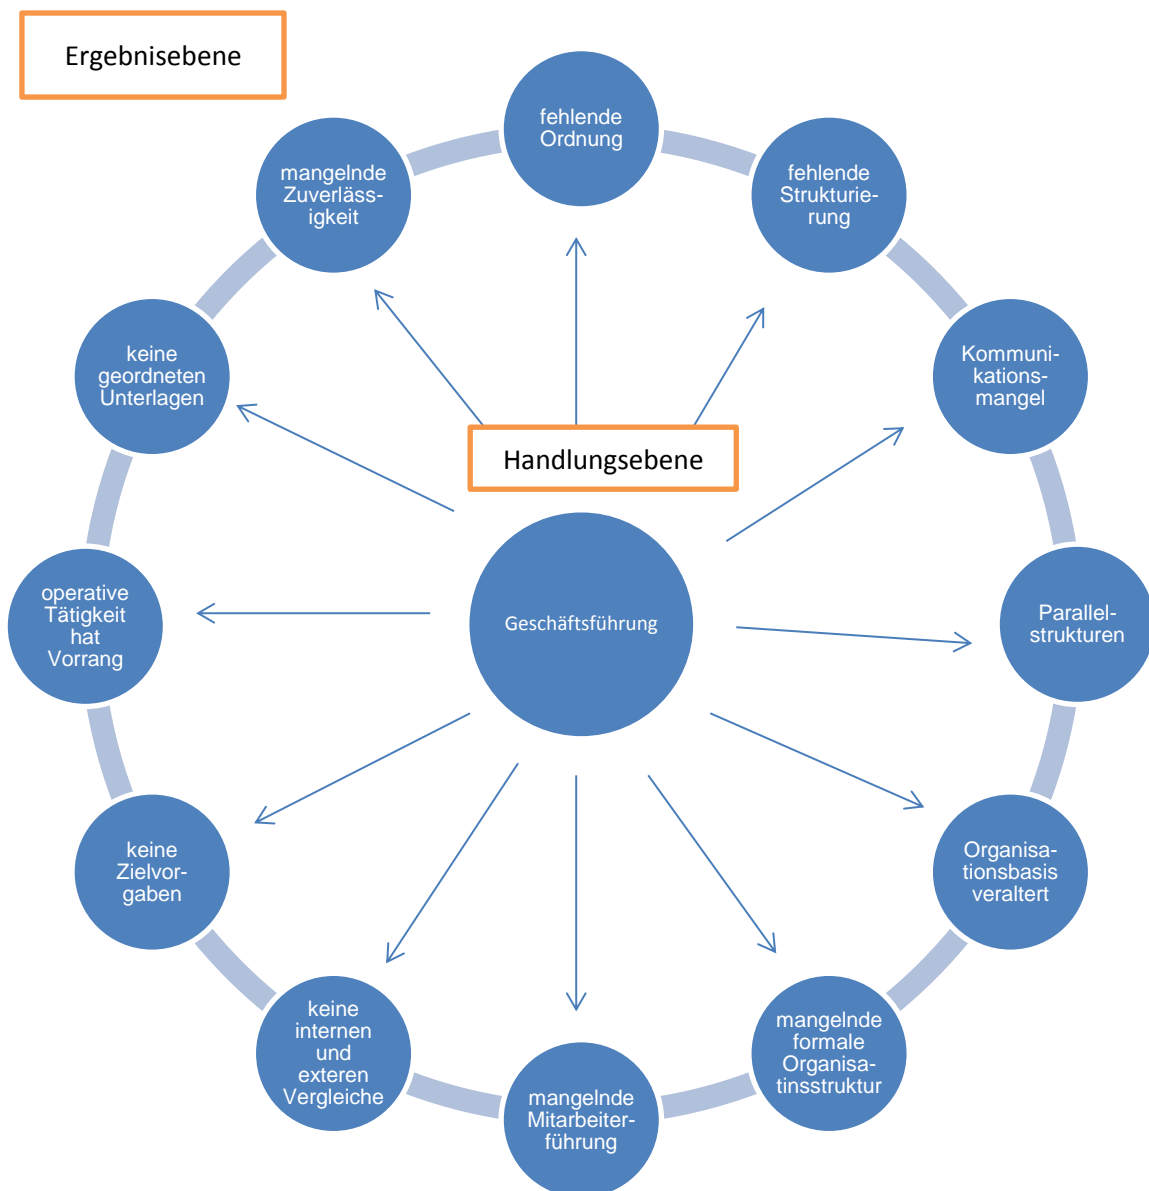 Ergebnisebene
fehlende
Ordnung
fehlende
Strukturie-
rung
Kommuni-
kations-
mangel
Parallel-
strukturen
Organisa-
tionsbasis
veraltert
mangelnde
formale
Organisa-
tinsstruktur
mangelnde
Mitarbeiter-
führung
keine
internen
und
exteren
Vergleiche
keine
Zielvor-
gaben
operative
Tätigkeit
hat
Vorrang
keine
geordneten
Unterlagen
mangelnde
Zuverläss-
igkeit
Handlungsebene
Geschäftsführung